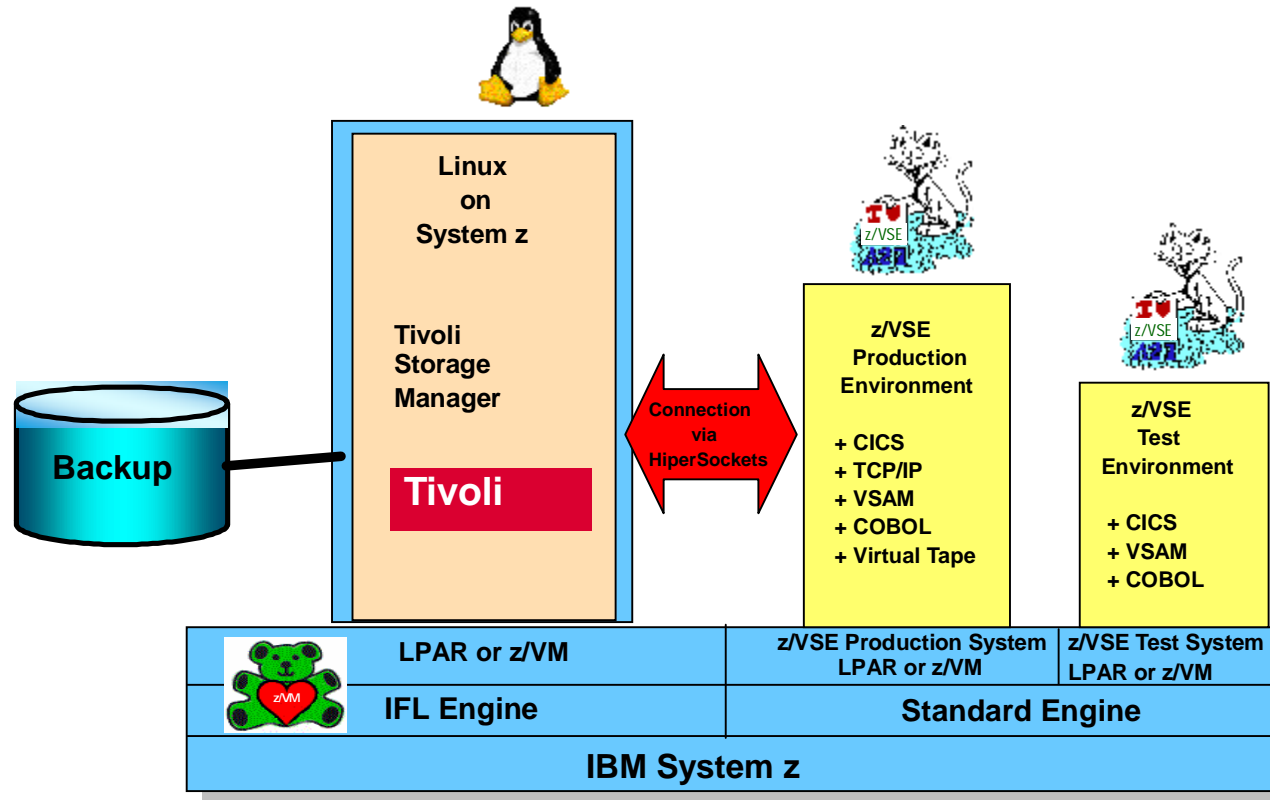 Linux
on
System z
Tivoli
Storage
Manager
Tivoli
Backup
Connection
via
HiperSockets
I
z/VSE
z/VSE
Production
Environment
+ CICS
+ TCP/IP
+ VSAM
+ COBOL
+ Virtual Tape
I
z/VSE
z/VSE
Test
Environment
+ CICS
+ VSAM
+ COBOL
z/VM
LPAR or z/VM
z/VSE Production System
LPAR or z/VM
z/VSE Test System
LPAR or z/VM
IFL Engine
Standard Engine
IBM System z